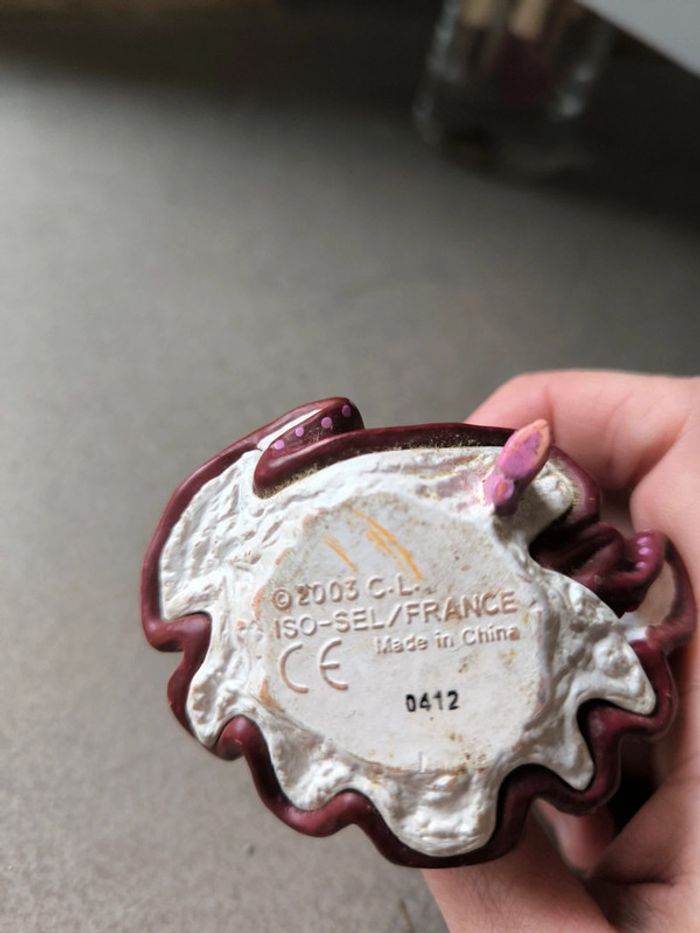 ©2003 C.L.
ISO-SEL/FRANCE
Made in China
CE
0412